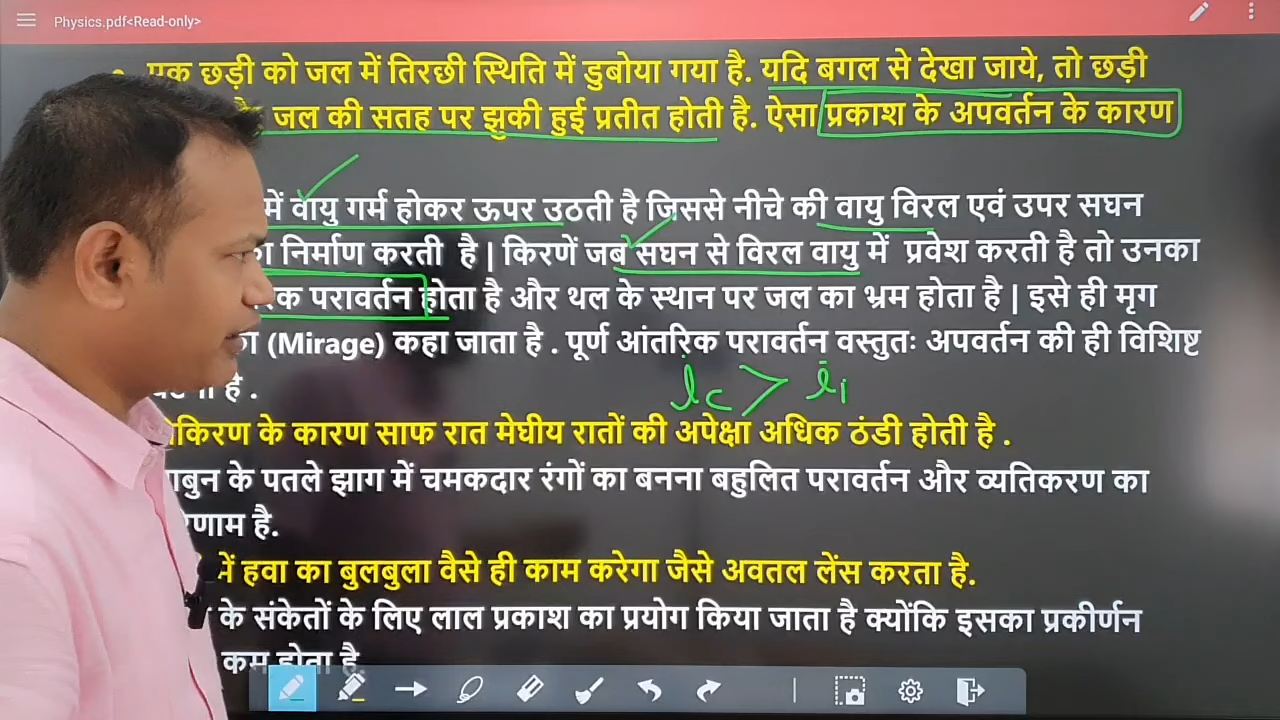 Physics.pdf<Read-only>
एक छड़ी को जल में तिरछी स्थिति में डुबोया गया है. यदि बगल से देखा जाये, तो छड़ी
जल की सतह पर झुकी हुई प्रतीत होती है. ऐसा प्रकाश के अपवर्तन के कारण
में वायु गर्म होकर ऊपर उठती है जिससे नीचे की वायु विरल एवं उपर सघन
का निर्माण करती है | किरणें जब सघन से विरल वायु में प्रवेश करती है तो उनका
परावर्तन होता है और थल के स्थान पर जल का भ्रम होता है | इसे ही मृग
(Mirage) कहा जाता है . पूर्ण आंतरिक परावर्तन वस्तुतः अपवर्तन की ही विशिष्ट
है .
ic > i1
के कारण साफ रात मेघीय रातों की अपेक्षा अधिक ठंडी होती है .
के पतले झाग में चमकदार रंगों का बनना बहुलित परावर्तन और व्यतिकरण का
है.
में हवा का बुलबुला वैसे ही काम करेगा जैसे अवतल लेंस करता है.
के संकेतों के लिए लाल प्रकाश का प्रयोग किया जाता है क्योंकि इसका प्रकीर्णन
कम होता है.